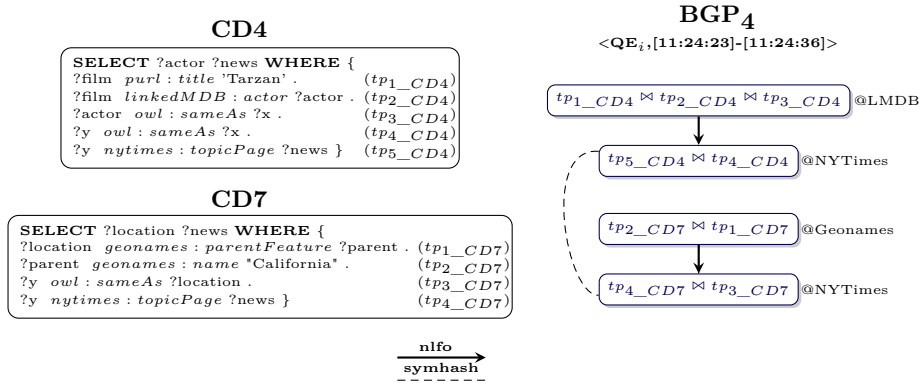 CD4
SELECT ?actor ?news WHERE {
?film purl : title 'Tarzan' . (tp1_CD4)
?film linkedMDB : actor ?actor . (tp2_CD4)
?actor owl : sameAs ?x . (tp3_CD4)
?y owl : sameAs ?x . (tp4_CD4)
?y nytimes : topicPage ?news } (tp5_CD4)
CD7
SELECT ?location ?news WHERE {
?location geonames : parentFeature ?parent . (tp1_CD7)
?parent geonames : name "California" . (tp2_CD7)
?y owl : sameAs ?location . (tp3_CD7)
?y nytimes : topicPage ?news } (tp4_CD7)
BGP4
<QEi,[11:24:23]-[11:24:36]>
tp1_CD4 ⋈ tp2_CD4 ⋈ tp3_CD4 @LMDB
tp5_CD4 ⋈ tp4_CD4 @NYTimes
tp2_CD7 ⋈ tp1_CD7 @Geonames
tp4_CD7 ⋈ tp3_CD7 @NYTimes
nlfo
symhash